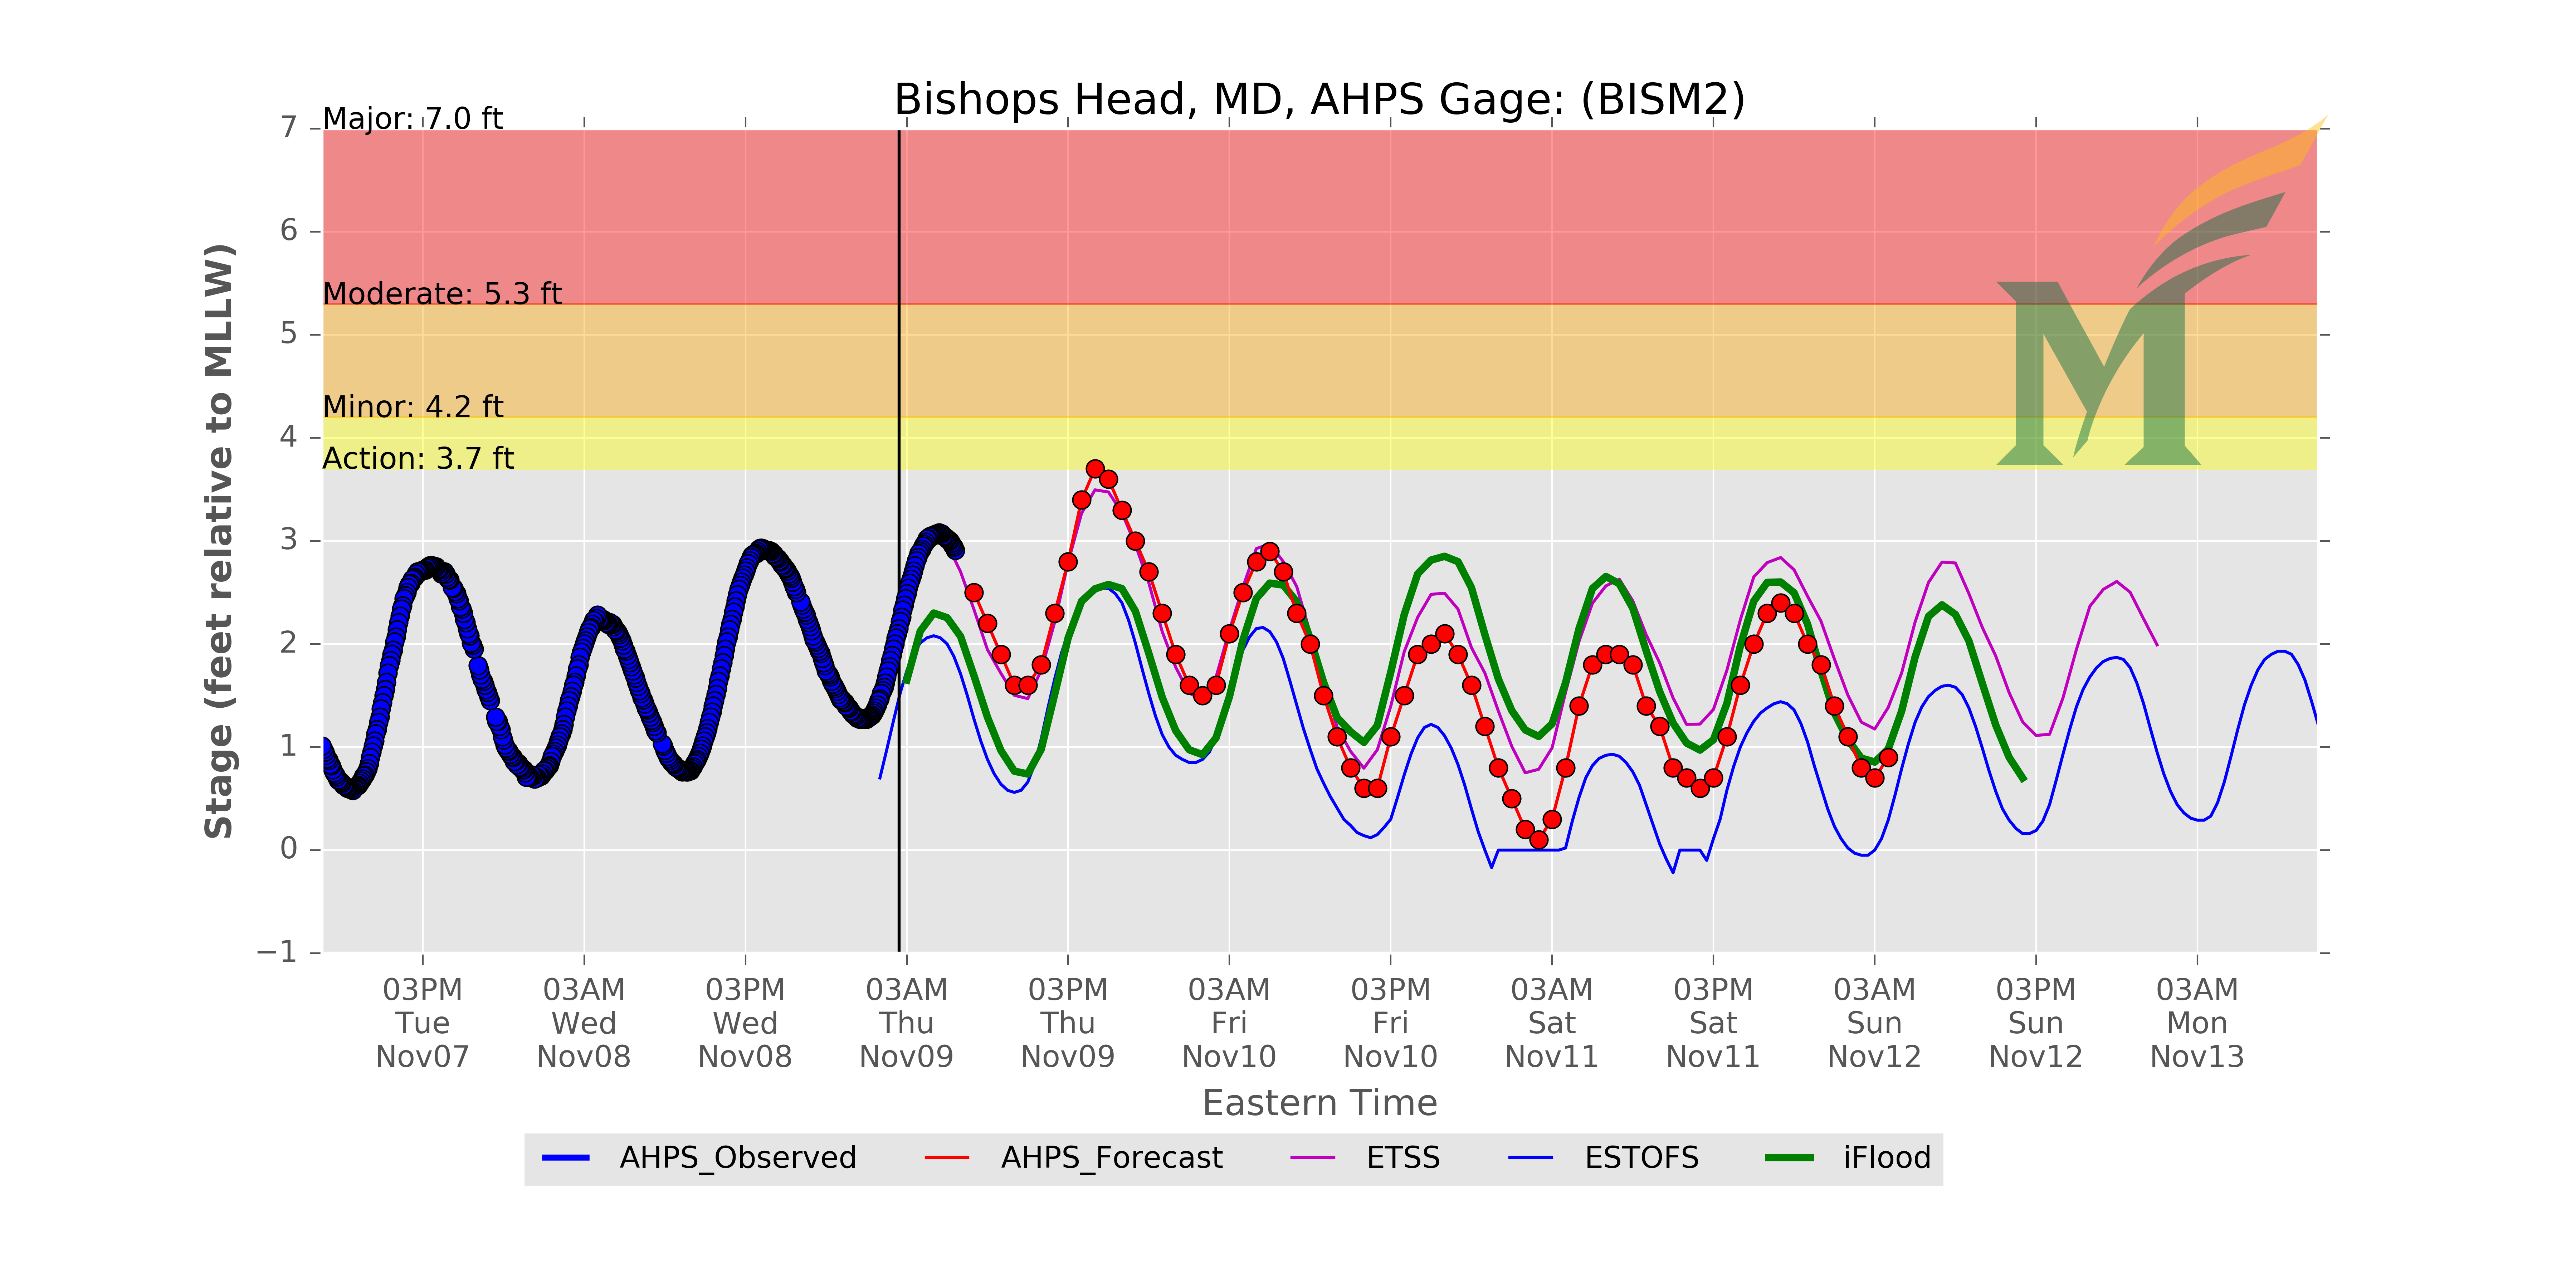 Bishops Head, MD, AHPS Gage: (BISM2)
Stage (feet relative to MLLW)
7
6
5
4
3
2
1
0
−1
Major: 7.0 ft
Moderate: 5.3 ft
Minor: 4.2 ft
Action: 3.7 ft
M
03PM
Tue
Nov07
03AM
Wed
Nov08
03PM
Wed
Nov08
03AM
Thu
Nov09
03PM
Thu
Nov09
03AM
Fri
Nov10
03PM
Fri
Nov10
03AM
Sat
Nov11
03PM
Sat
Nov11
03AM
Sun
Nov12
03PM
Sun
Nov12
03AM
Mon
Nov13
Eastern Time
AHPS_Observed
AHPS_Forecast
ETSS
ESTOFS
iFlood